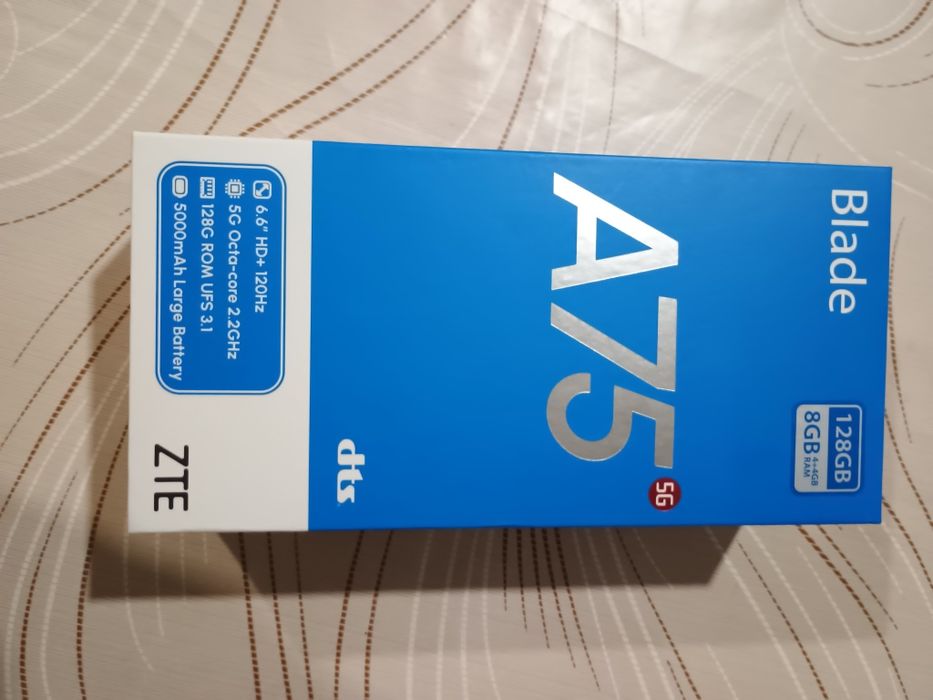 Blade
128GB
8GB 4+4GB RAM
A75 5G
dts
6.6" HD+ 120Hz
5G Octa-core 2.2GHz
128G ROM UFS 3.1
5000mAh Large Battery
ZTE